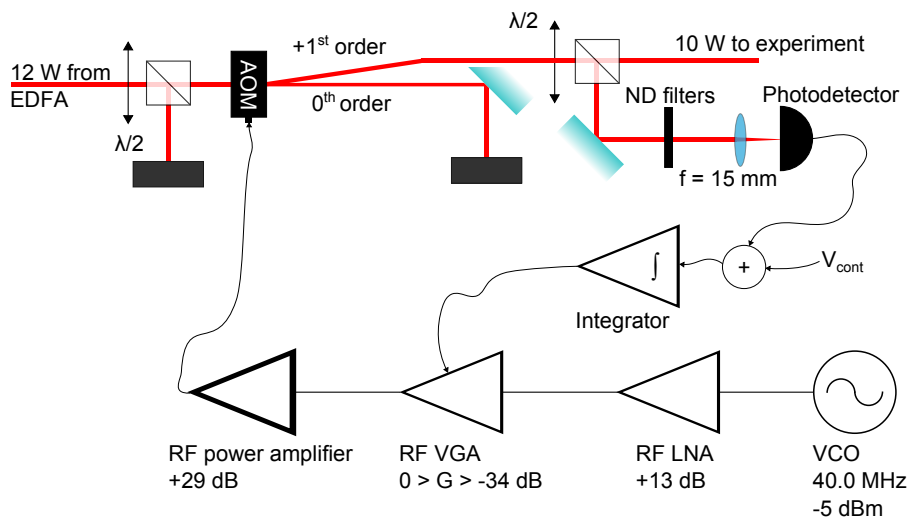 12 W from
EDFA
λ/2
AOM
+1st order
0th order
λ/2
10 W to experiment
ND filters
Photodetector
f = 15 mm
∫
+
Vcont
Integrator
RF power amplifier
+29 dB
RF VGA
0 > G > -34 dB
RF LNA
+13 dB
VCO
40.0 MHz
-5 dBm